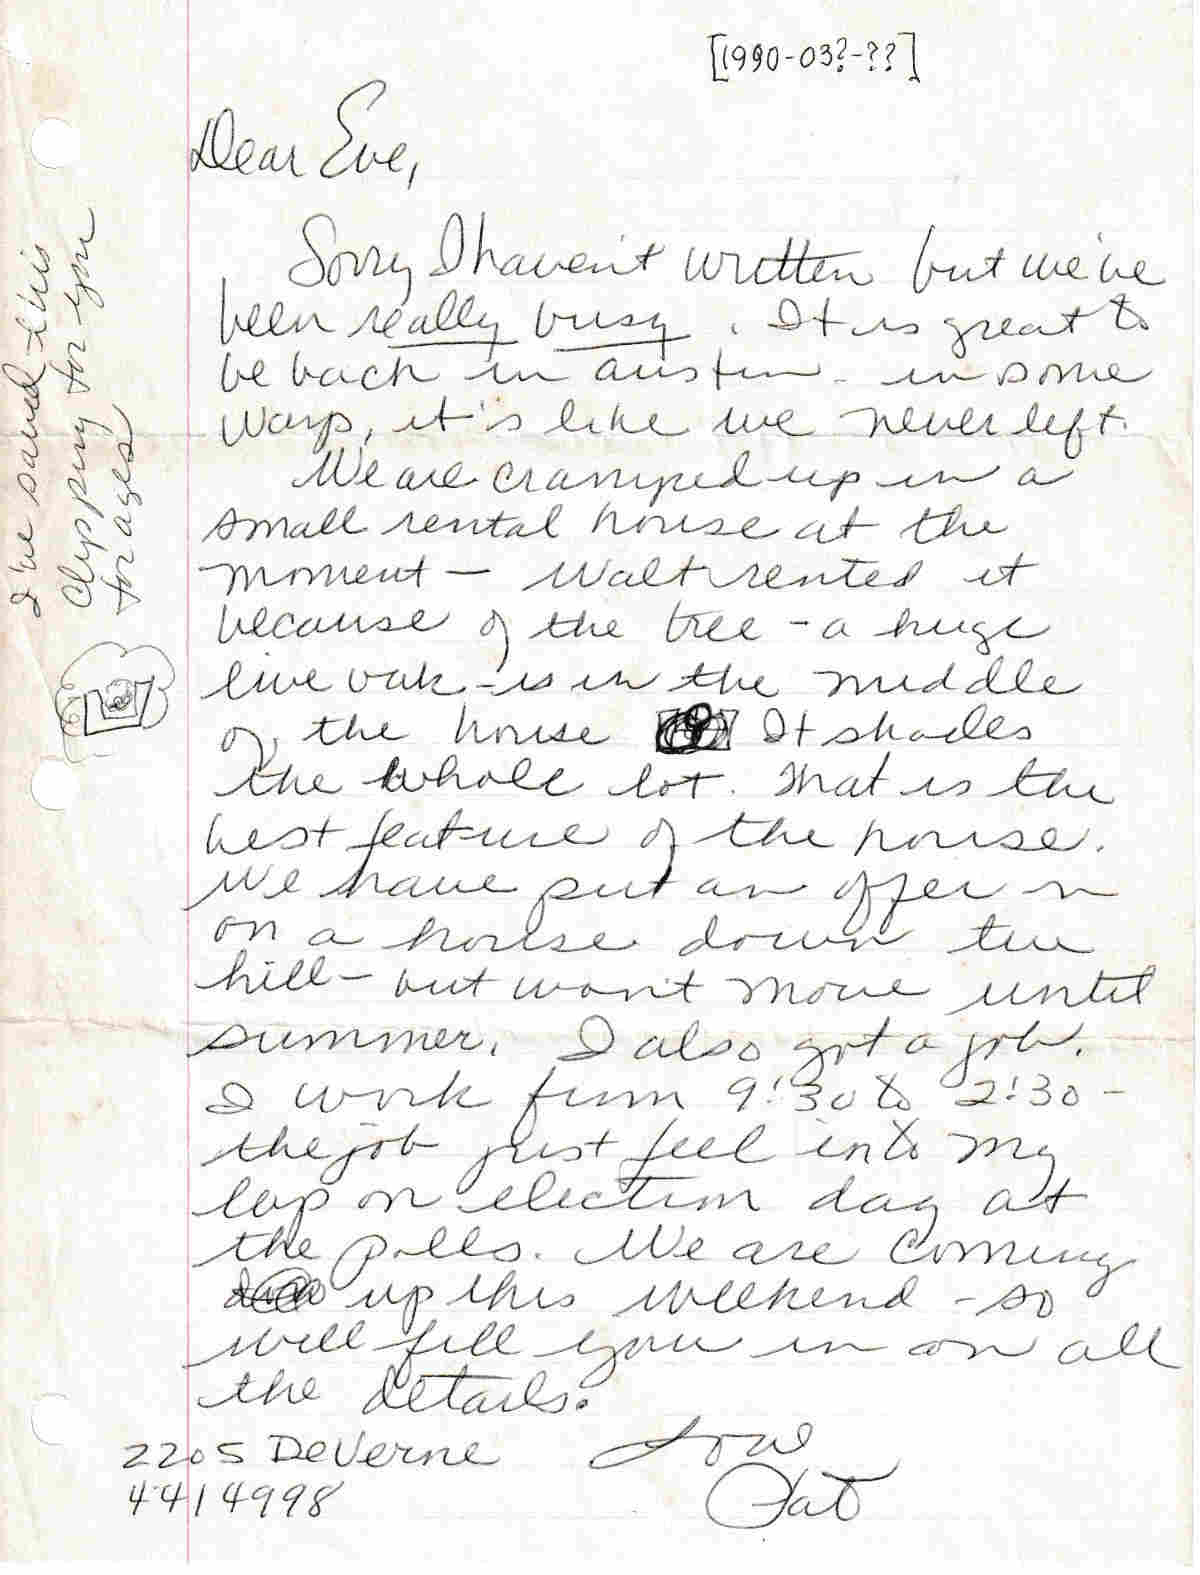 [1990-03?-??]
Dear Eve,
Sorry I haven't written but we've
been really busy. It is great to
be back in austin - in some
ways, it's like we never left.
We are cramped up in a
small rental house at the
moment — Walt rented it
because of the tree - a huge
live oak - is in the middle
of the house It shades
the whole lot. That is the
best feature of the house.
We have put an offer in
on a house down the
hill - but won't move until
summer. I also got a job.
I work from 9:30 to 2:30 -
the job just feel into my
lap on election day at
the polls. We are coming
up this weekend - so
will fill you in on all
the details.
Love
Pat
2205 DeVerne
4414998
I've saved this
Clipping for you
for ages